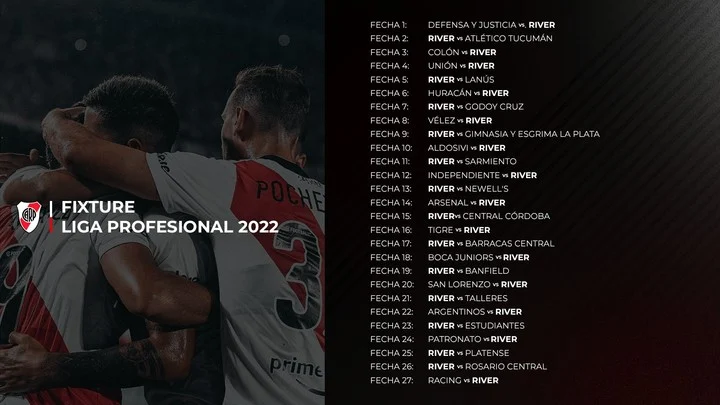 FIXTURE
LIGA PROFESIONAL 2022
POCHE
3
prime
FECHA 1: DEFENSA Y JUSTICIA vs. RIVER
FECHA 2: RIVER vs ATLÉTICO TUCUMÁN
FECHA 3: COLÓN vs RIVER
FECHA 4: UNIÓN vs RIVER
FECHA 5: RIVER vs LANÚS
FECHA 6: HURACÁN vs RIVER
FECHA 7: RIVER vs GODOY CRUZ
FECHA 8: VÉLEZ vs RIVER
FECHA 9: RIVER vs GIMNASIA Y ESGRIMA LA PLATA
FECHA 10: ALDOSIVI vs RIVER
FECHA 11: RIVER vs SARMIENTO
FECHA 12: INDEPENDIENTE vs RIVER
FECHA 13: RIVER vs NEWELL'S
FECHA 14: ARSENAL vs RIVER
FECHA 15: RIVERvs CENTRAL CÓRDOBA
FECHA 16: TIGRE vs RIVER
FECHA 17: RIVER vs BARRACAS CENTRAL
FECHA 18: BOCA JUNIORS vs RIVER
FECHA 19: RIVER vs BANFIELD
FECHA 20: SAN LORENZO vs RIVER
FECHA 21: RIVER vs TALLERES
FECHA 22: ARGENTINOS vs RIVER
FECHA 23: RIVER vs ESTUDIANTES
FECHA 24: PATRONATO vs RIVER
FECHA 25: RIVER vs PLATENSE
FECHA 26: RIVER vs ROSARIO CENTRAL
FECHA 27: RACING vs RIVER